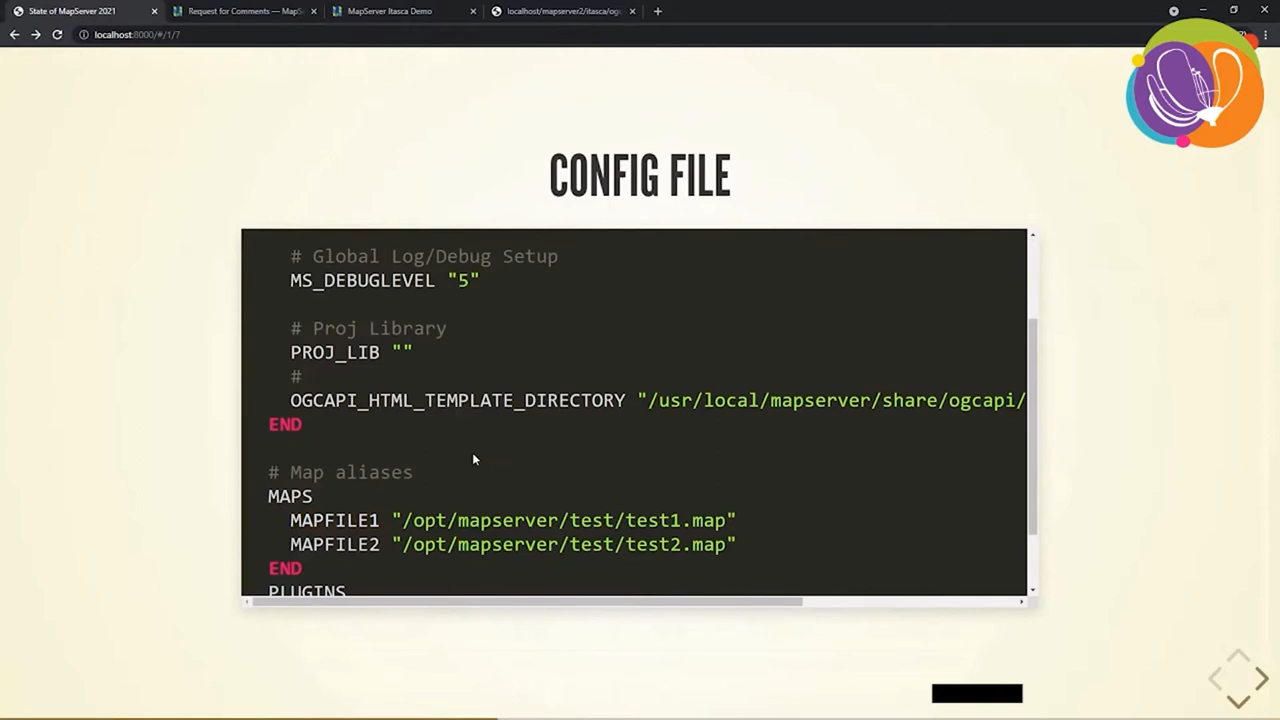 State of MapServer 2021
Request for Comments — MapS
MapServer Itasca Demo
localhost/mapserver2/itasca/ogc
localhost:8000/#/1/7
CONFIG FILE
# Global Log/Debug Setup
MS_DEBUGLEVEL "5"
# Proj Library
PROJ_LIB ""
#
OGCAPI_HTML_TEMPLATE_DIRECTORY "/usr/local/mapserver/share/ogcapi/
END
# Map aliases
MAPS
MAPFILE1 "/opt/mapserver/test/test1.map"
MAPFILE2 "/opt/mapserver/test/test2.map"
END
PLUGINS